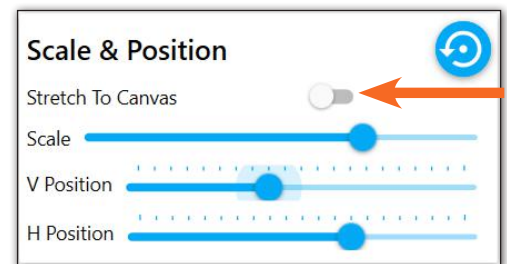 Scale & Position
Stretch To Canvas
Scale
V Position
H Position